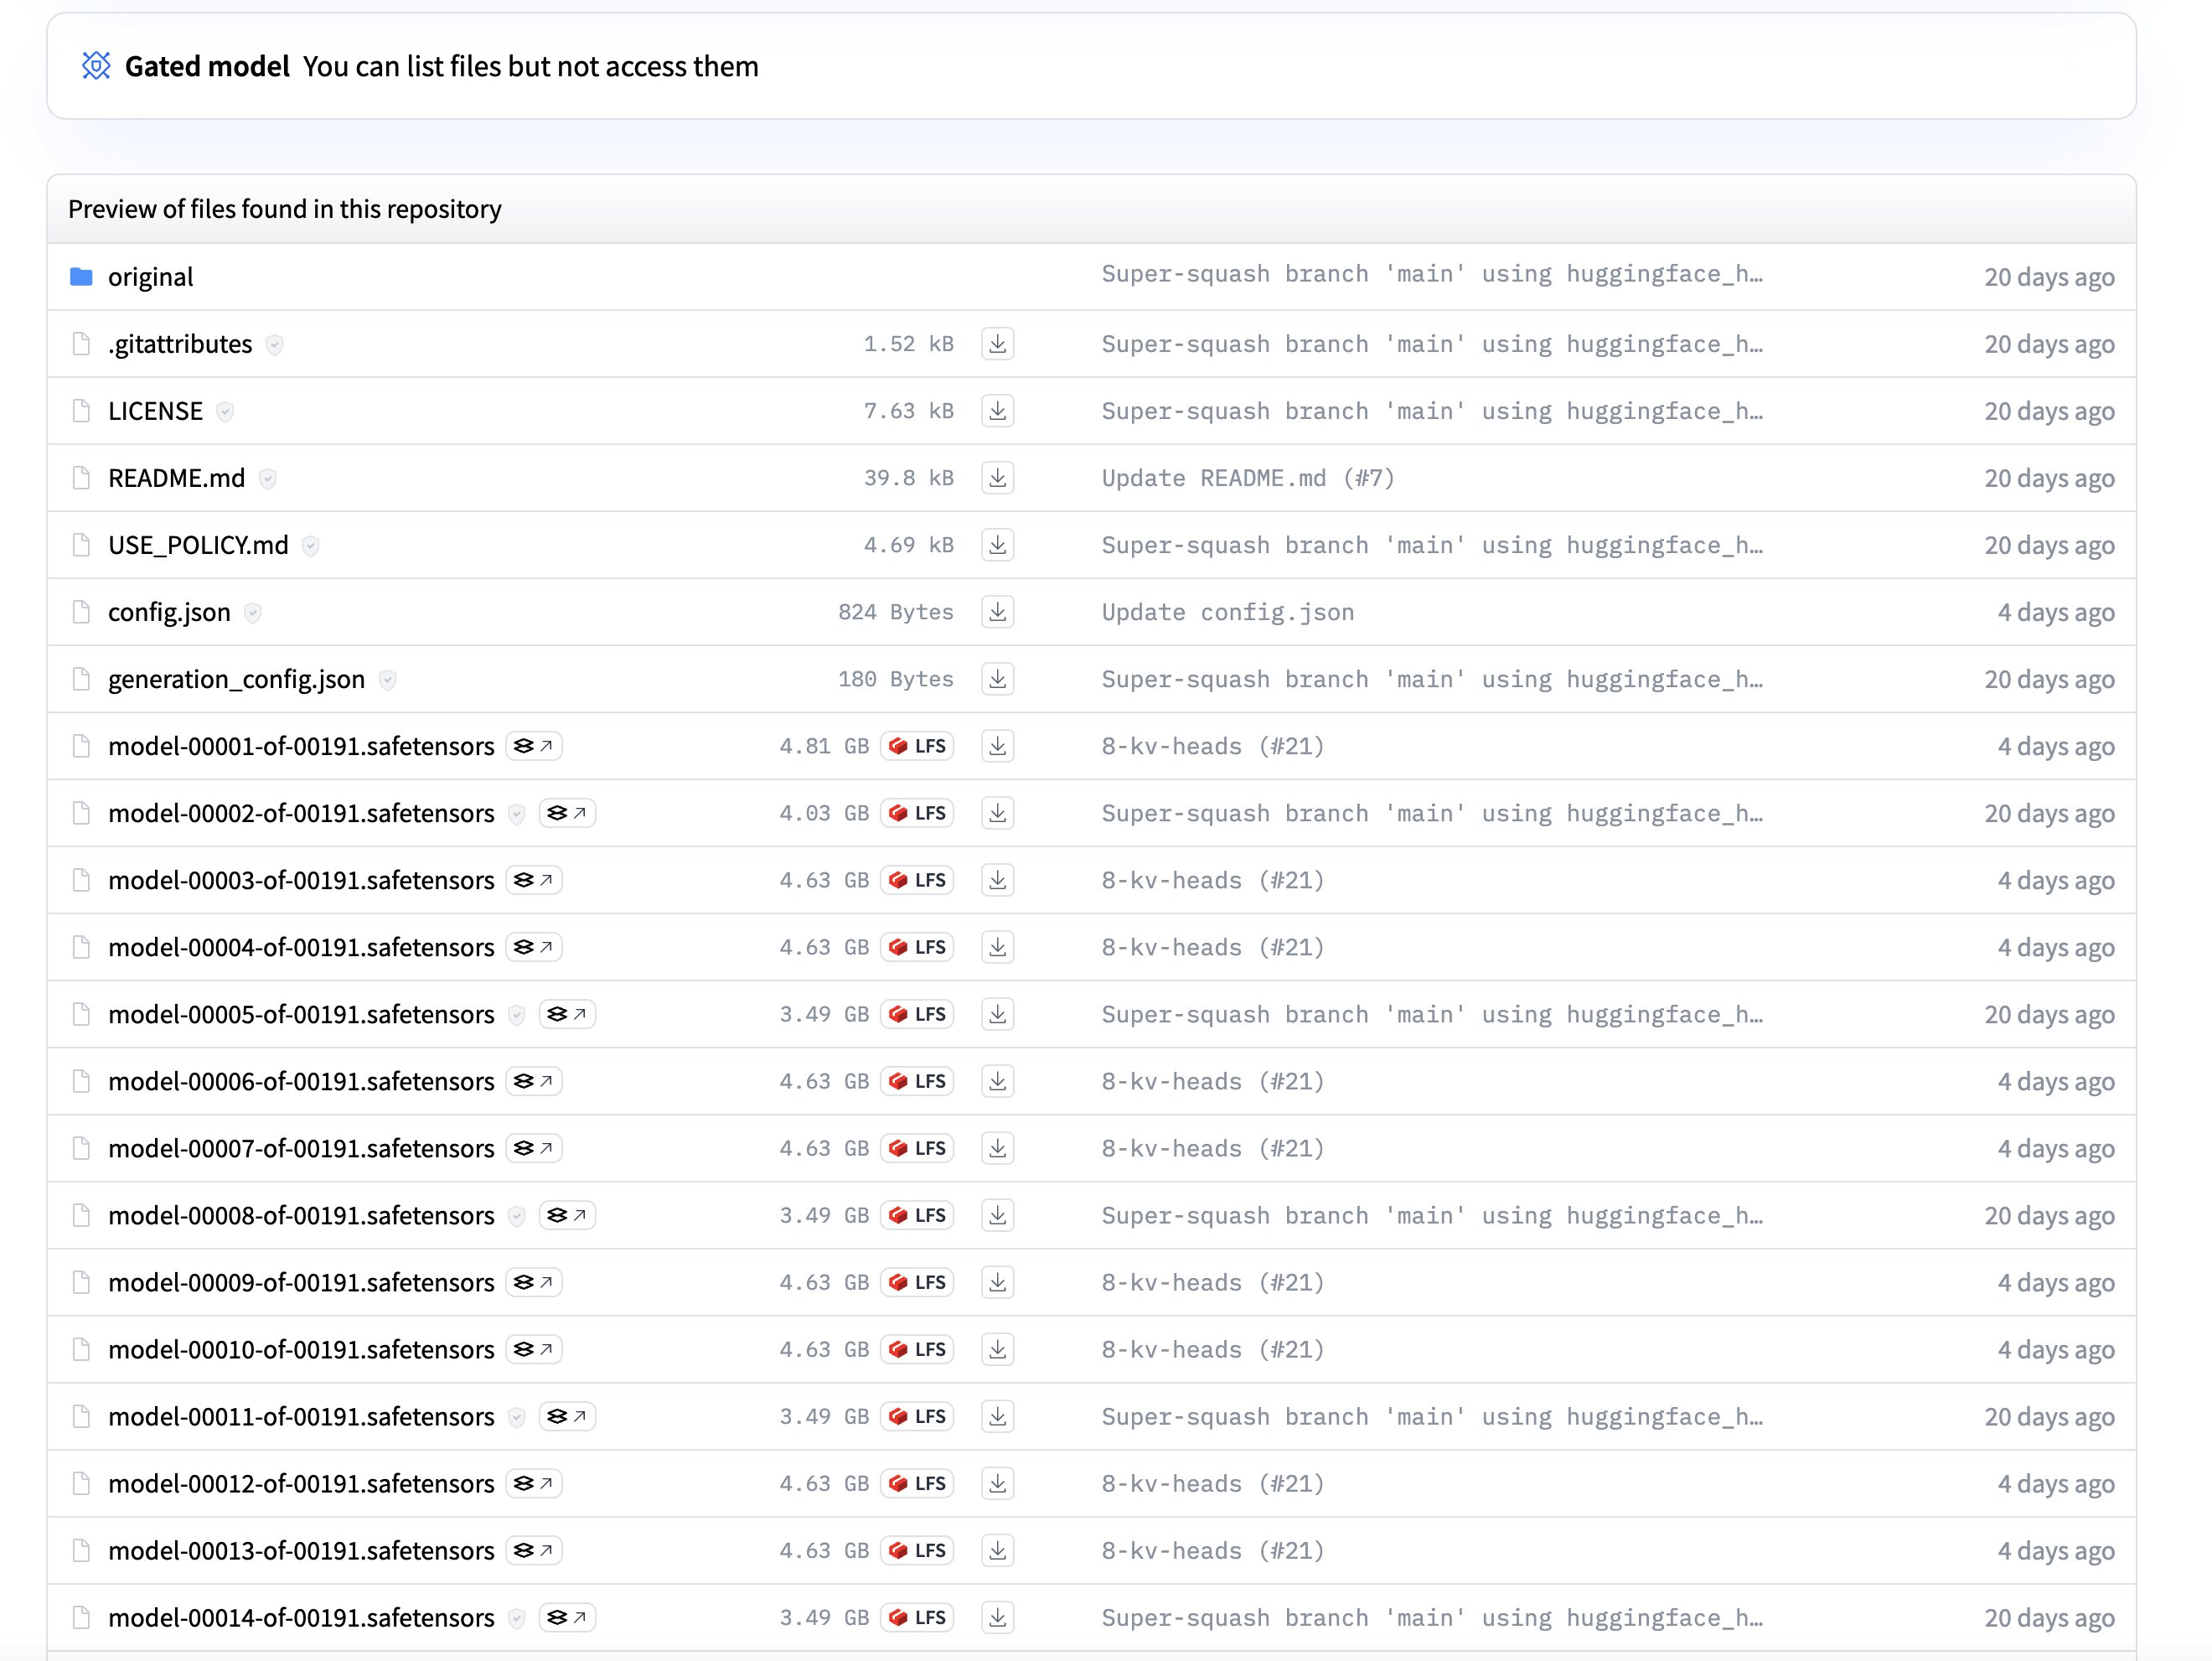 Gated model You can list files but not access them
Preview of files found in this repository
original Super-squash branch 'main' using huggingface_h… 20 days ago
.gitattributes 1.52 kB Super-squash branch 'main' using huggingface_h… 20 days ago
LICENSE 7.63 kB Super-squash branch 'main' using huggingface_h… 20 days ago
README.md 39.8 kB Update README.md (#7) 20 days ago
USE_POLICY.md 4.69 kB Super-squash branch 'main' using huggingface_h… 20 days ago
config.json 824 Bytes Update config.json 4 days ago
generation_config.json 180 Bytes Super-squash branch 'main' using huggingface_h… 20 days ago
model-00001-of-00191.safetensors 4.81 GB LFS 8-kv-heads (#21) 4 days ago
model-00002-of-00191.safetensors 4.03 GB LFS Super-squash branch 'main' using huggingface_h… 20 days ago
model-00003-of-00191.safetensors 4.63 GB LFS 8-kv-heads (#21) 4 days ago
model-00004-of-00191.safetensors 4.63 GB LFS 8-kv-heads (#21) 4 days ago
model-00005-of-00191.safetensors 3.49 GB LFS Super-squash branch 'main' using huggingface_h… 20 days ago
model-00006-of-00191.safetensors 4.63 GB LFS 8-kv-heads (#21) 4 days ago
model-00007-of-00191.safetensors 4.63 GB LFS 8-kv-heads (#21) 4 days ago
model-00008-of-00191.safetensors 3.49 GB LFS Super-squash branch 'main' using huggingface_h… 20 days ago
model-00009-of-00191.safetensors 4.63 GB LFS 8-kv-heads (#21) 4 days ago
model-00010-of-00191.safetensors 4.63 GB LFS 8-kv-heads (#21) 4 days ago
model-00011-of-00191.safetensors 3.49 GB LFS Super-squash branch 'main' using huggingface_h… 20 days ago
model-00012-of-00191.safetensors 4.63 GB LFS 8-kv-heads (#21) 4 days ago
model-00013-of-00191.safetensors 4.63 GB LFS 8-kv-heads (#21) 4 days ago
model-00014-of-00191.safetensors 3.49 GB LFS Super-squash branch 'main' using huggingface_h… 20 days ago